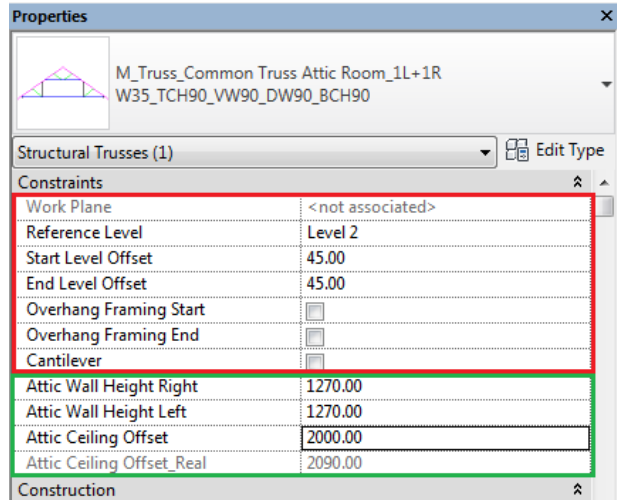 Properties
M_Truss_Common Truss Attic Room_1L+1R
W35_TCH90_VW90_DW90_BCH90
Structural Trusses (1) Edit Type
Constraints
Work Plane <not associated>
Reference Level Level 2
Start Level Offset 45.00
End Level Offset 45.00
Overhang Framing Start
Overhang Framing End
Cantilever
Attic Wall Height Right 1270.00
Attic Wall Height Left 1270.00
Attic Ceiling Offset 2000.00
Attic Ceiling Offset_Real 2090.00
Construction